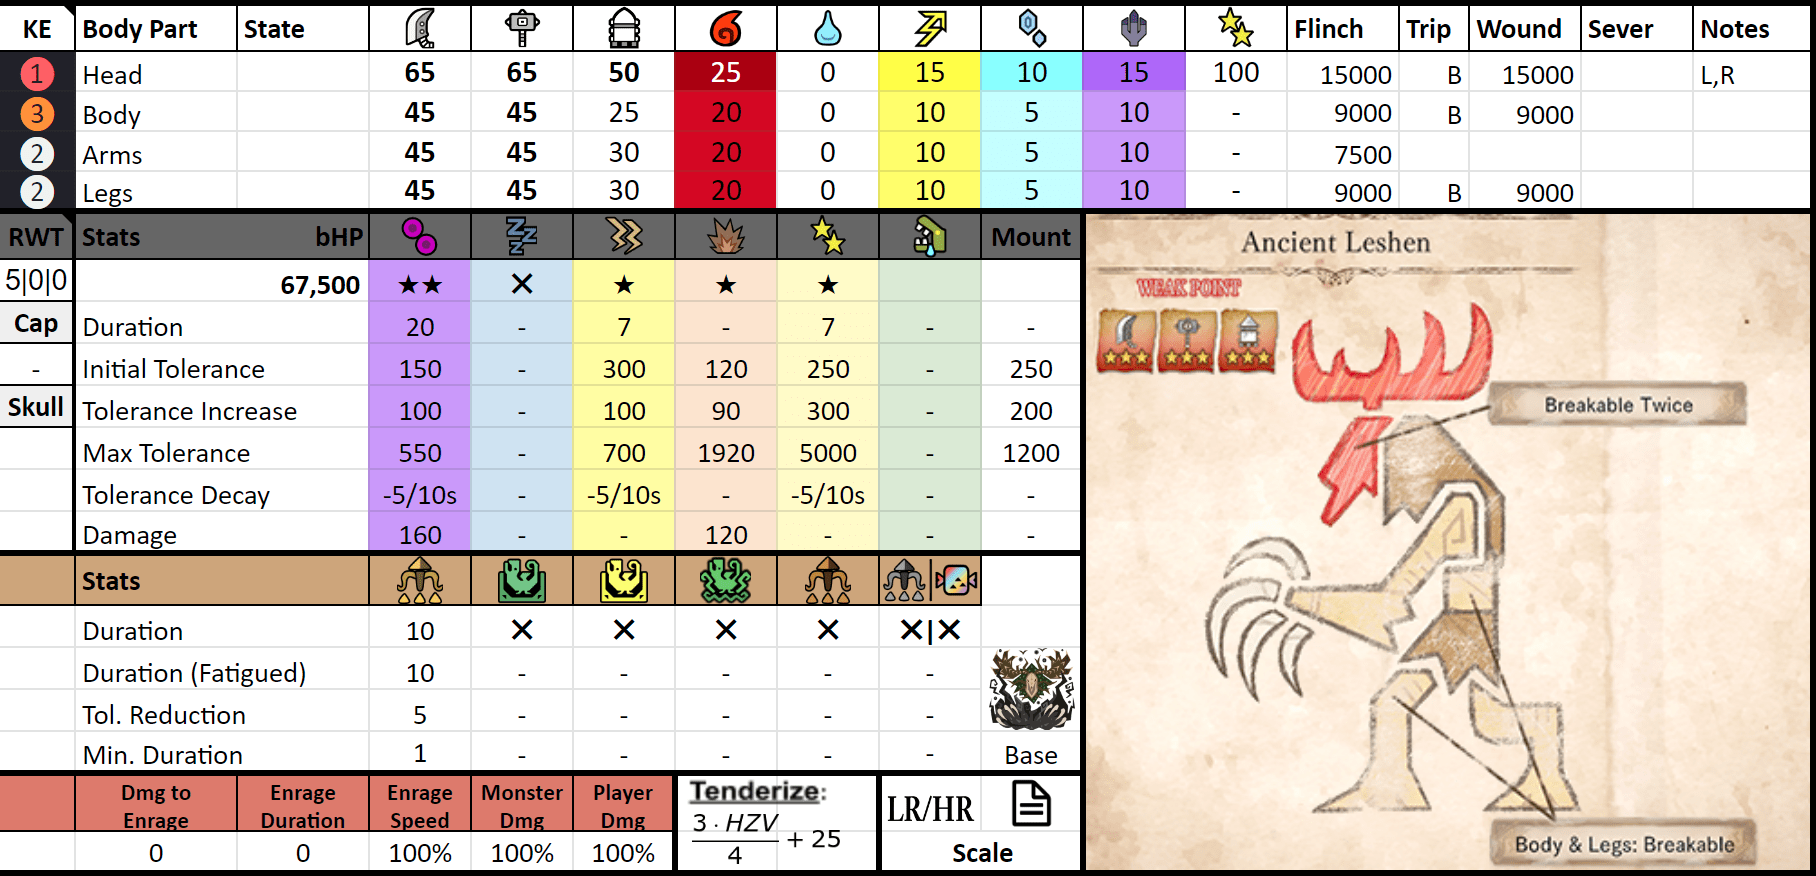 KE Body Part State Flinch Trip Wound Sever Notes
1 Head 65 65 50 25 0 15 10 15 100 15000 B 15000 L,R
3 Body 45 45 25 20 0 10 5 10 - 9000 B 9000
2 Arms 45 45 30 20 0 10 5 10 - 7500
2 Legs 45 45 30 20 0 10 5 10 - 9000 B 9000
RWT Stats bHP Mount
5|0|0 67,500 ★★ ✕ ★ ★ ★
Cap Duration 20 - 7 - 7 - -
- Initial Tolerance 150 - 300 120 250 - 250
Skull Tolerance Increase 100 - 100 90 300 - 200
Max Tolerance 550 - 700 1920 5000 - 1200
Tolerance Decay -5/10s - -5/10s - -5/10s - -
Damage 160 - - 120 - - -
Stats
Duration 10 ✕ ✕ ✕ ✕ ✕|✕
Duration (Fatigued) 10 - - - - -
Tol. Reduction 5 - - - - -
Min. Duration 1 - - - - - Base
Dmg to Enrage Enrage Duration Enrage Speed Monster Dmg Player Dmg
0 0 100% 100% 100%
Tenderize:
3 · HZV
4
+ 25
LR/HR
Scale
Ancient Leshen
WEAK POINT
★★★ ★★★ ★★★
Breakable Twice
Body & Legs: Breakable